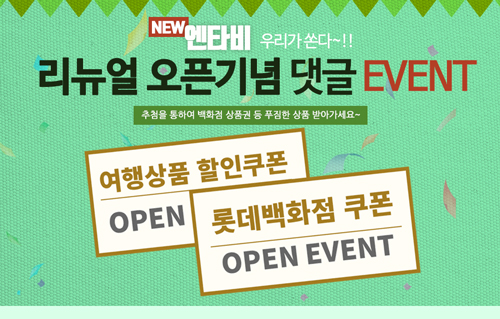 NEW 엔타비 우리가 쏜다~!!
리뉴얼 오픈기념 댓글 EVENT
추첨을 통하여 백화점 상품권 등 푸짐한 상품 받아가세요~
여행상품 할인쿠폰
OPEN
롯데백화점 쿠폰
OPEN EVENT